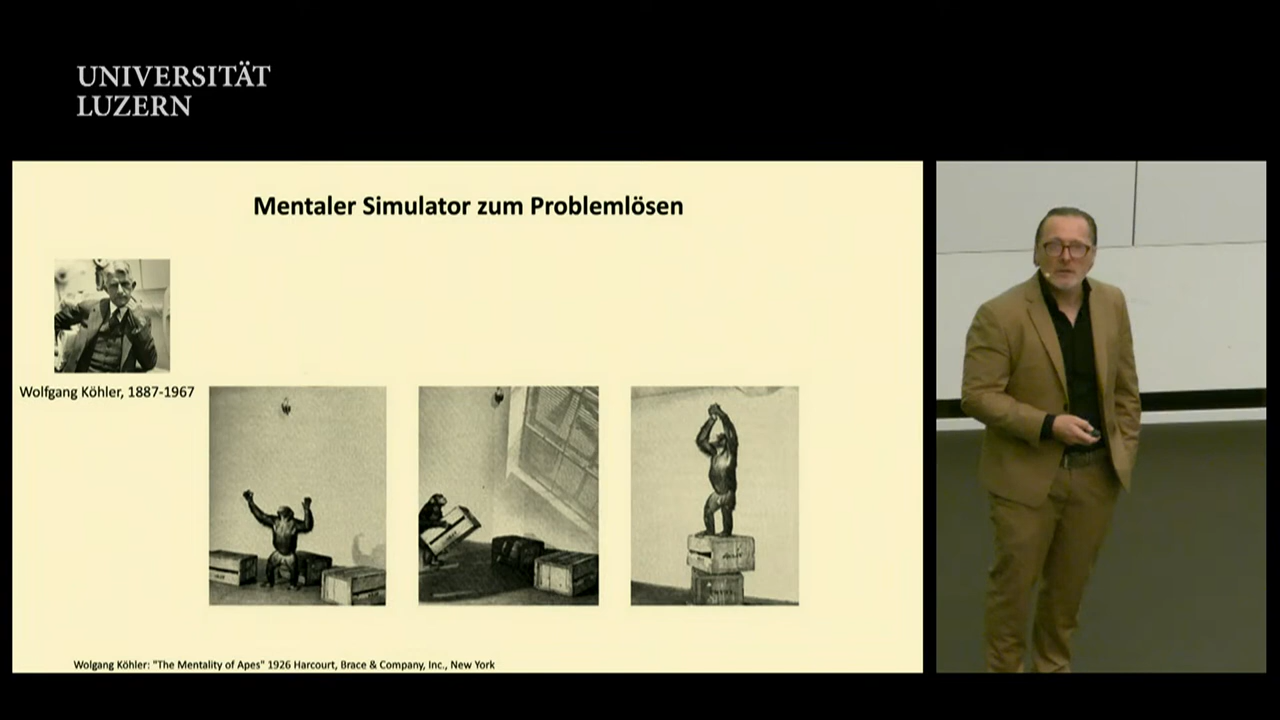 UNIVERSITÄT
LUZERN
Mentaler Simulator zum Problemlösen
Wolfgang Köhler, 1887-1967
Wolgang Köhler: "The Mentality of Apes" 1926 Harcourt, Brace & Company, Inc., New York